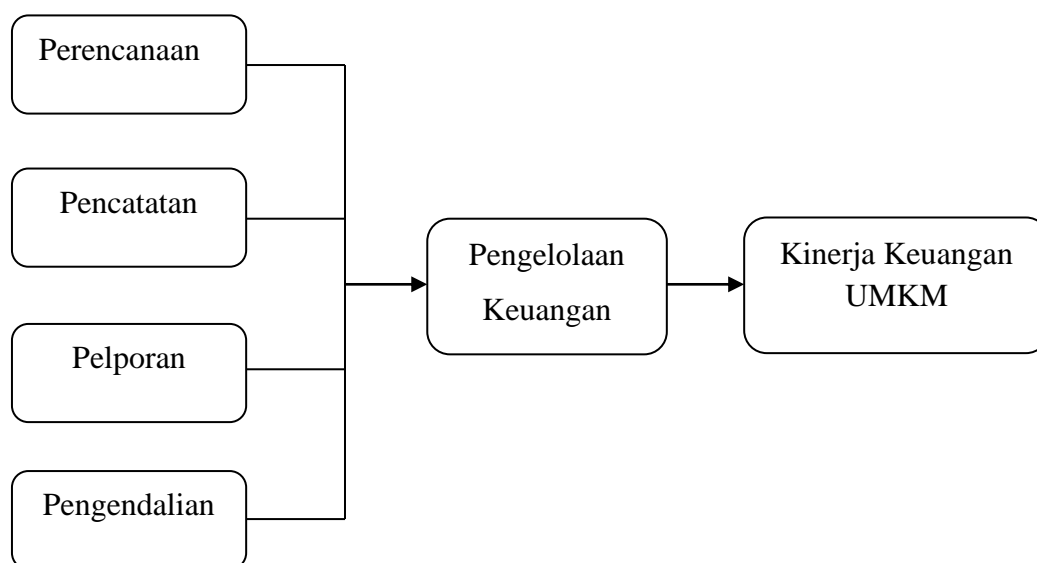 Perencanaan
Pencatatan
Pelporan
Pengendalian
Pengelolaan
Keuangan
Kinerja Keuangan
UMKM